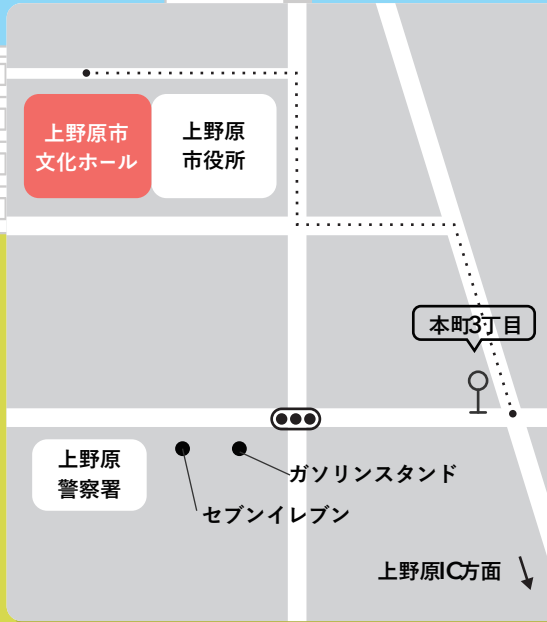 上野原市
文化ホール
上野原
市役所
本町3丁目
上野原
警察署
ガソリンスタンド
セブンイレブン
上野原IC方面